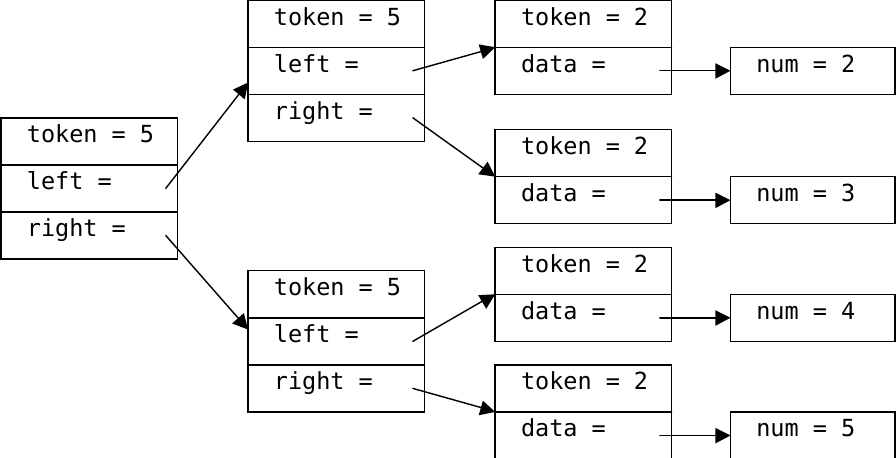 token = 5
left =
right =
token = 5
left =
right =
token = 5
left =
right =
token = 2
data =
token = 2
data =
token = 2
data =
token = 2
data =
num = 2
num = 3
num = 4
num = 5